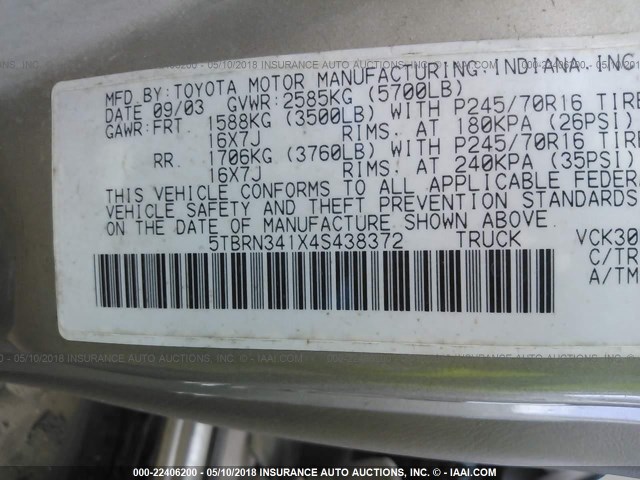 MFD BY:TOYOTA MOTOR MANUFACTURING.INDIANA.INC
DATE 09/03 GVWR:2585KG (5700LB)
GAWR:FRT 1588KG (3500LB) WITH P245/70R16 TIRE
16X7J RIMS. AT 180KPA (26PSI)
RR. 1706KG (3760LB) WITH P245/70R16 TIRE
16X7J RIMS. AT 240KPA (35PSI)
THIS VEHICLE CONFORMS TO ALL APPLICABLE FEDER
VEHICLE SAFETY AND THEFT PREVENTION STANDARDS
ON THE DATE OF MANUFACTURE SHOWN ABOVE.
5TBRN341X4S438372 TRUCK VCK30
C/TR
A/TM
000-22406200 - 05/10/2018 INSURANCE AUTO AUCTIONS, INC. - © IAAI.COM